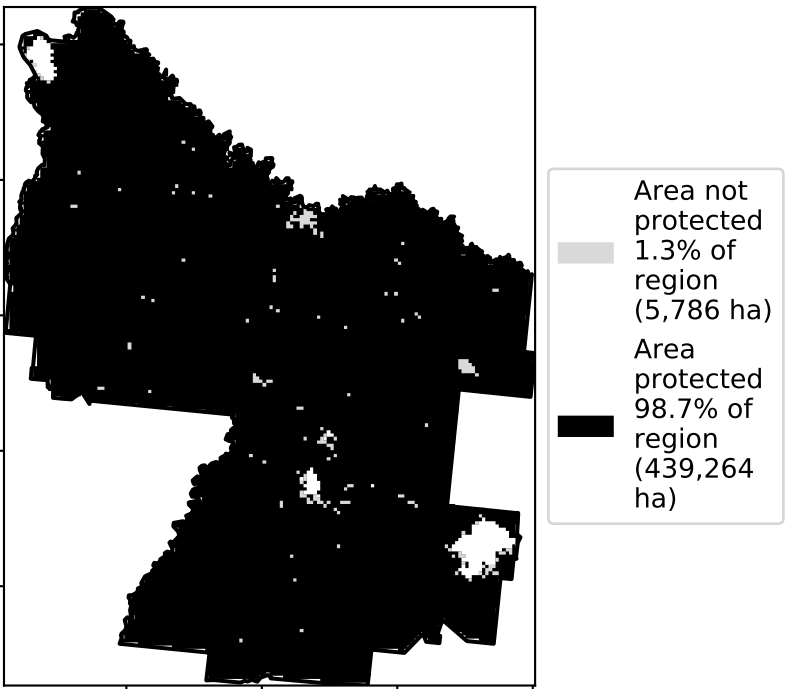 Area not
protected
1.3% of
region
(5,786 ha)
Area
protected
98.7% of
region
(439,264
ha)